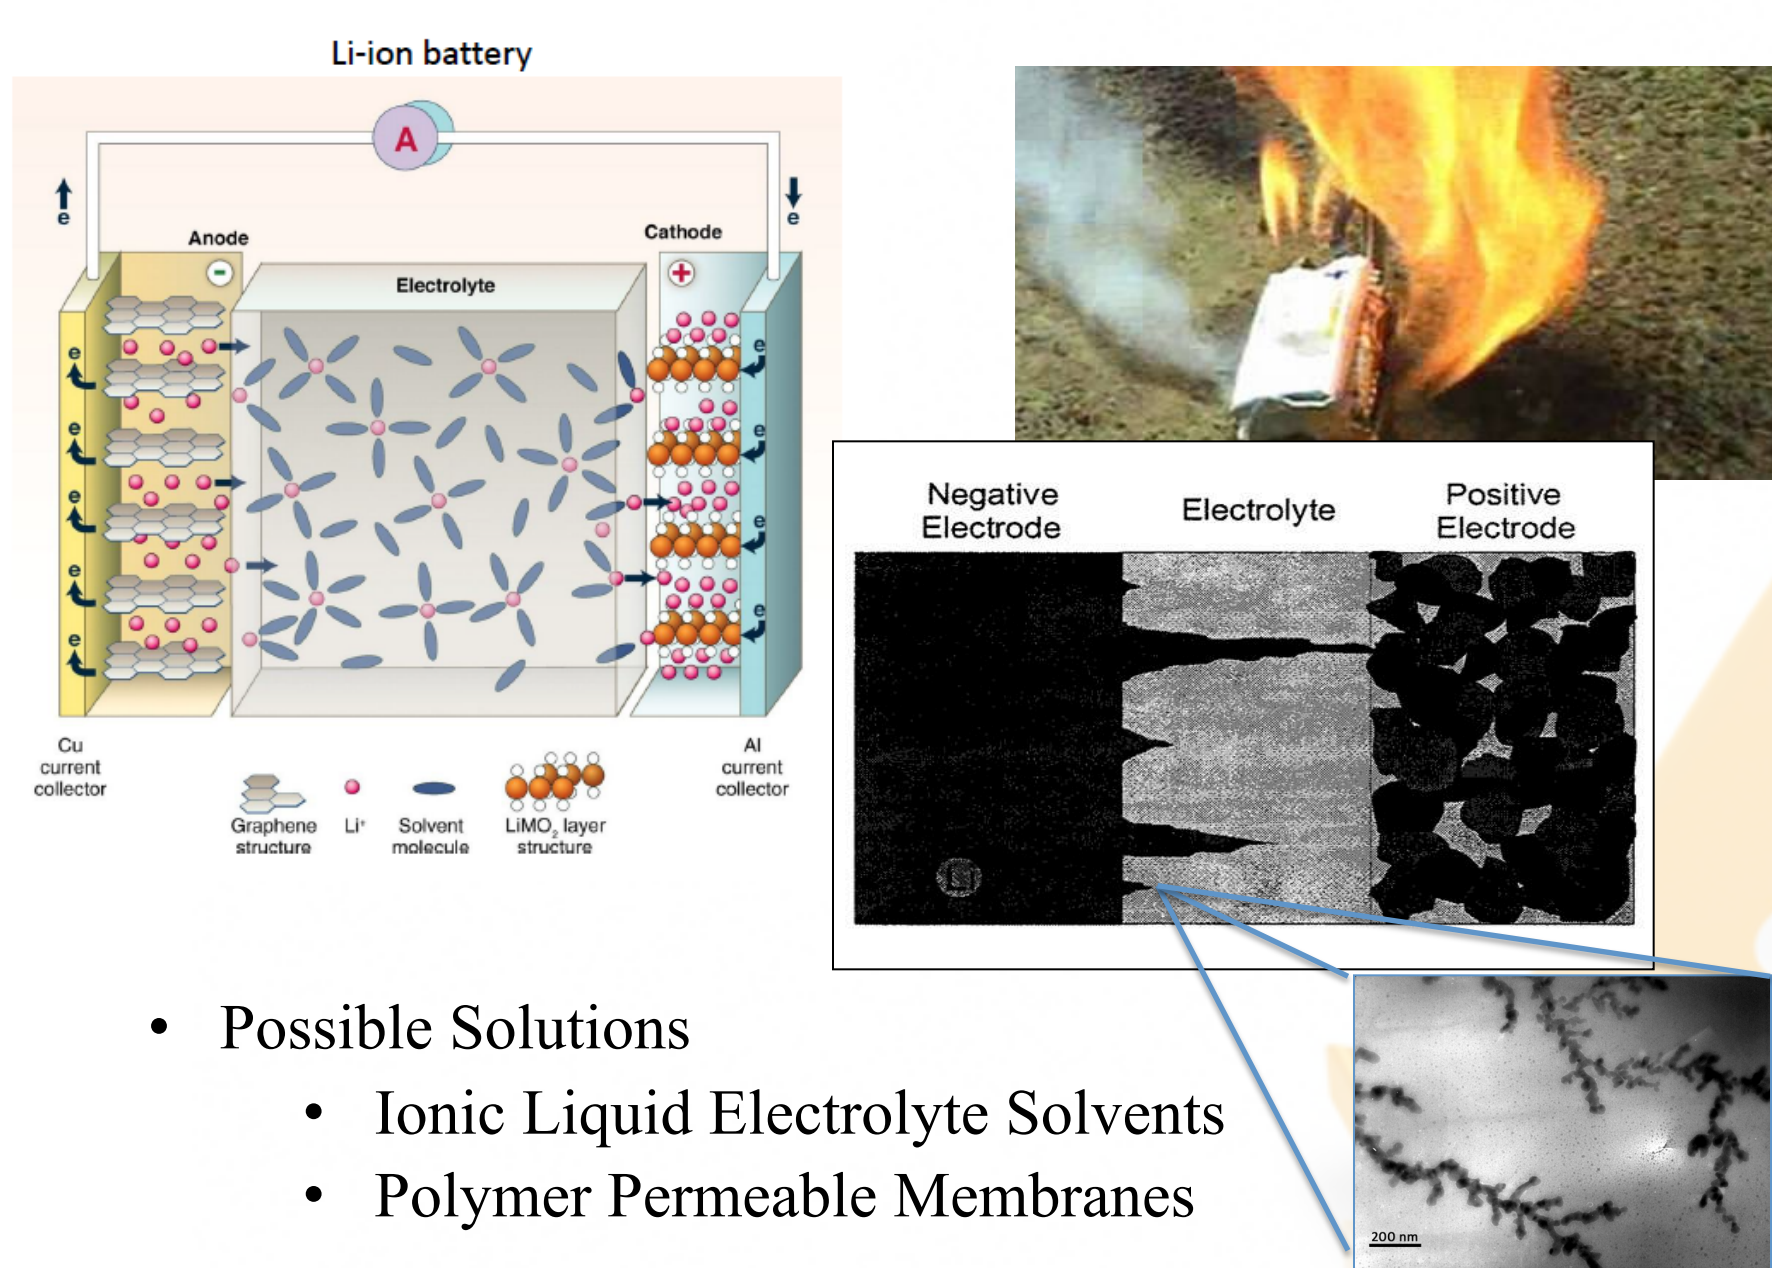 Li-ion battery
A
e
e
Anode
Cathode
-
+
Electrolyte
e
e
e
e
e
e
e
e
e
Cu
current
collector
Al
current
collector
Graphene
structure
Li+
Solvent
molecule
LiMO2 layer
structure
Negative
Electrode
Electrolyte
Positive
Electrode
Li
200 nm
• Possible Solutions
• Ionic Liquid Electrolyte Solvents
• Polymer Permeable Membranes